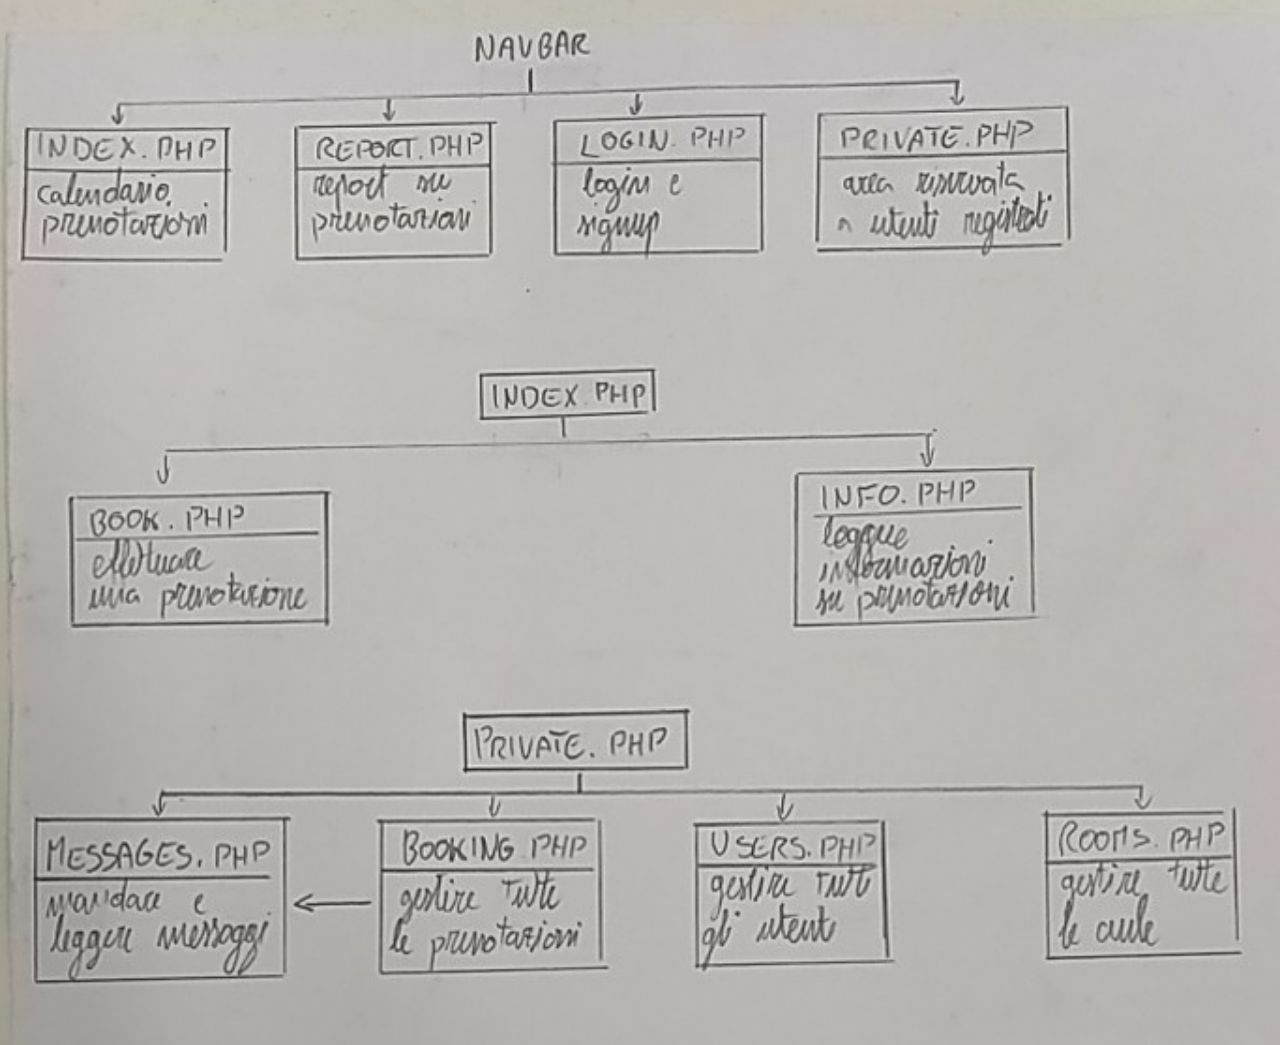 NAVBAR
INDEX.PHP
calendario,
prenotazioni
REPORT.PHP
report su
prenotazioni
LOGIN.PHP
login e
signup
PRIVATE.PHP
area riservata
a utenti registrati
INDEX.PHP
BOOK.PHP
effettuare
una prenotazione
INFO.PHP
leggere
informazioni
su prenotazioni
PRIVATE.PHP
MESSAGES.PHP
mandare e
leggere messaggi
BOOKING.PHP
gestire tutte
le prenotazioni
USERS.PHP
gestire tutti
gli utenti
ROOMS.PHP
gestire tutte
le aule